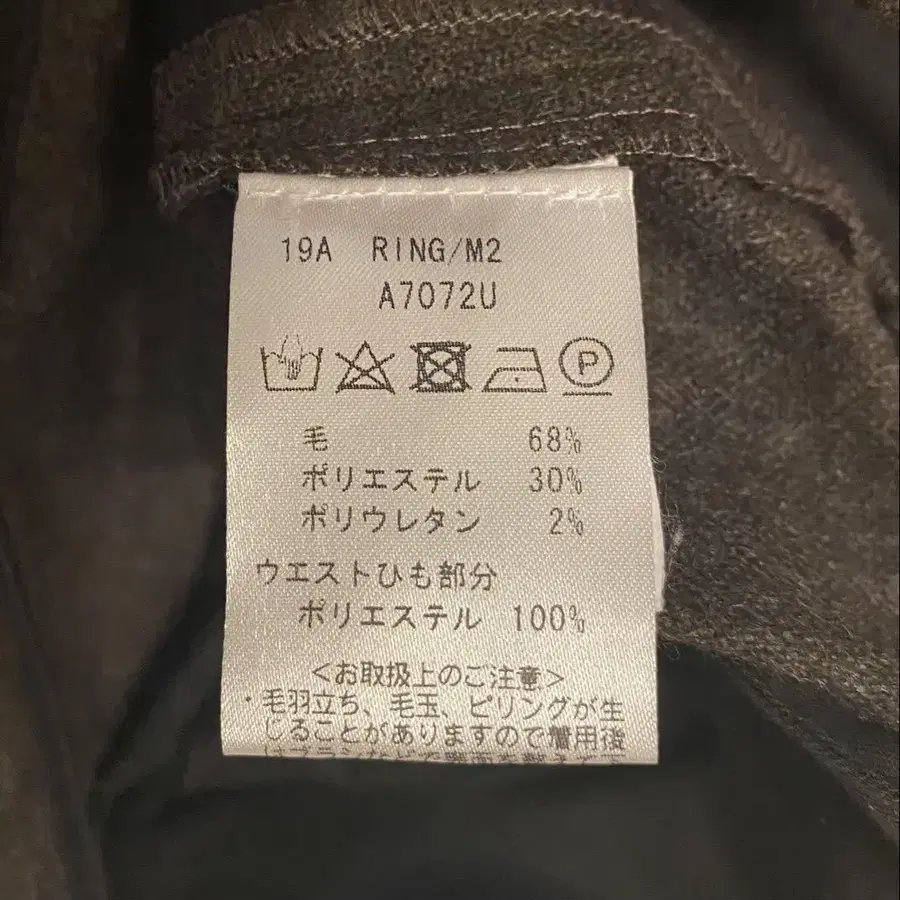 19A RING/M2
A7072U
P
毛 68%
ポリエステル 30%
ポリウレタン 2%
ウエストひも部分
ポリエステル 100%
<お取扱上のご注意>
・毛羽立ち、毛玉、ピリングが生
じることがありますので着用後